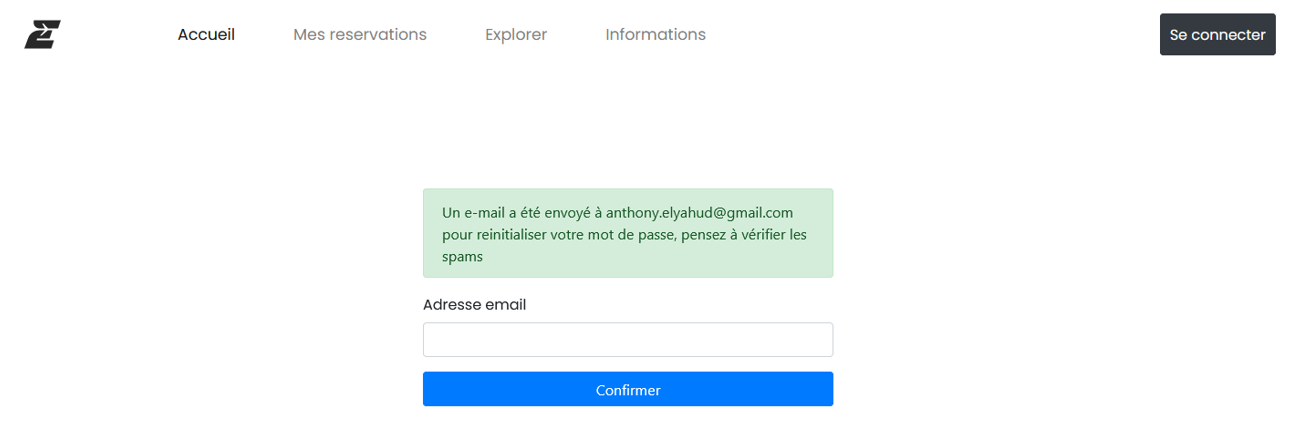 Accueil Mes reservations Explorer Informations Se connecter
Un e-mail a été envoyé à anthony.elyahud@gmail.com
pour reinitialiser votre mot de passe, pensez à vérifier les
spams
Adresse email
Confirmer